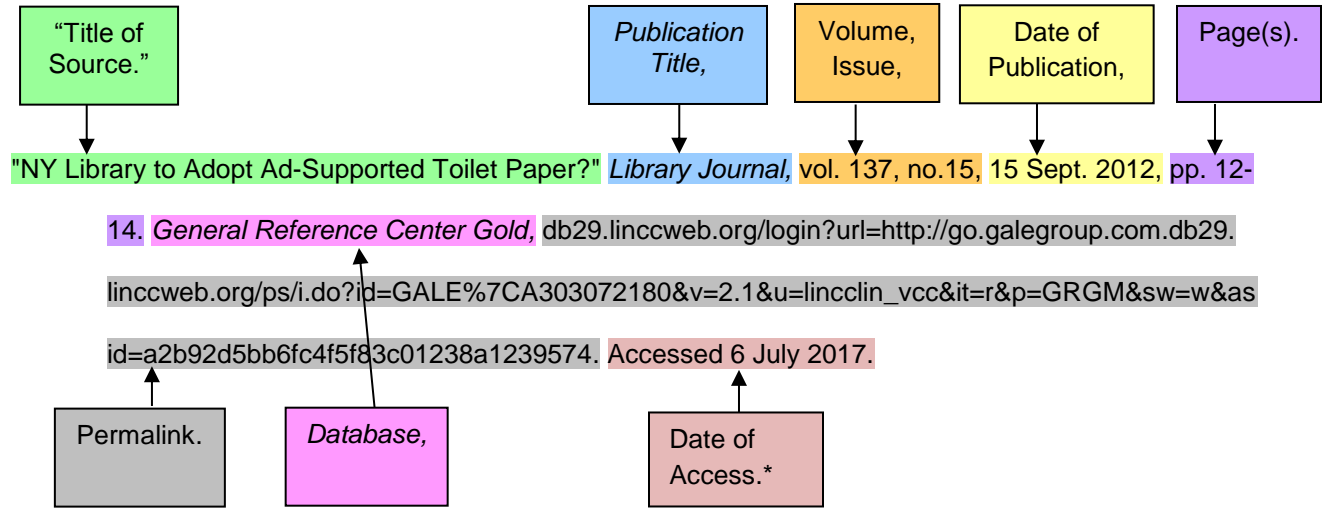 “Title of
Source.”
Publication
Title,
Volume,
Issue,
Date of
Publication,
Page(s).
"NY Library to Adopt Ad-Supported Toilet Paper?" Library Journal, vol. 137, no.15, 15 Sept. 2012, pp. 12-
14. General Reference Center Gold, db29.linccweb.org/login?url=http://go.galegroup.com.db29.
linccweb.org/ps/i.do?id=GALE%7CA303072180&v=2.1&u=lincclin_vcc&it=r&p=GRGM&sw=w&as
id=a2b92d5bb6fc4f5f83c01238a1239574. Accessed 6 July 2017.
Permalink.
Database,
Date of
Access.*